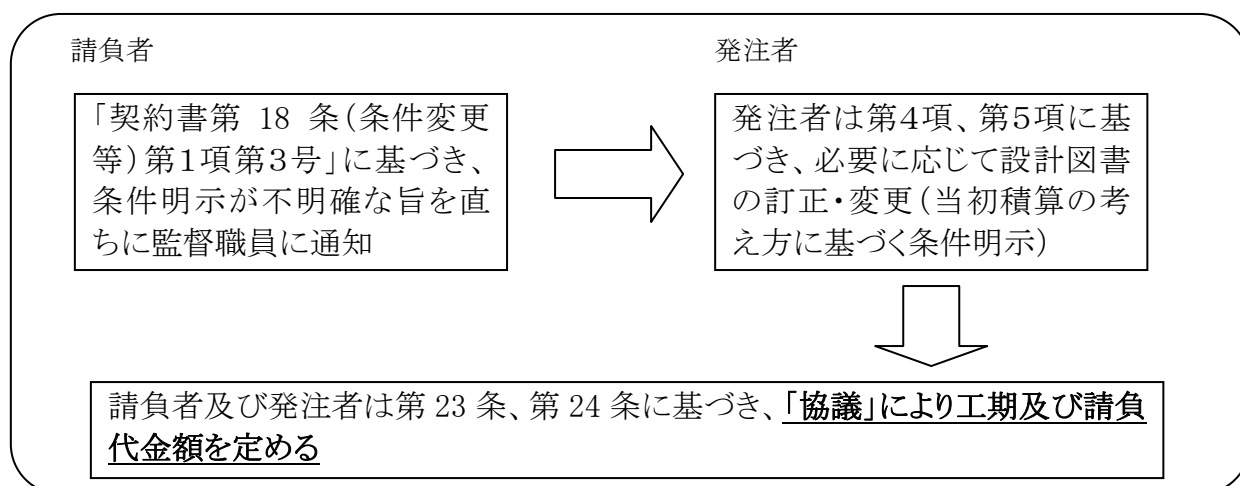 請負者
「契約書第 18 条(条件変更
等)第1項第3号」に基づき、
条件明示が不明確な旨を直
ちに監督職員に通知
発注者
発注者は第4項、第5項に基
づき、必要に応じて設計図書
の訂正・変更(当初積算の考
え方に基づく条件明示)
請負者及び発注者は第 23 条、第 24 条に基づき、「協議」により工期及び請負
代金額を定める